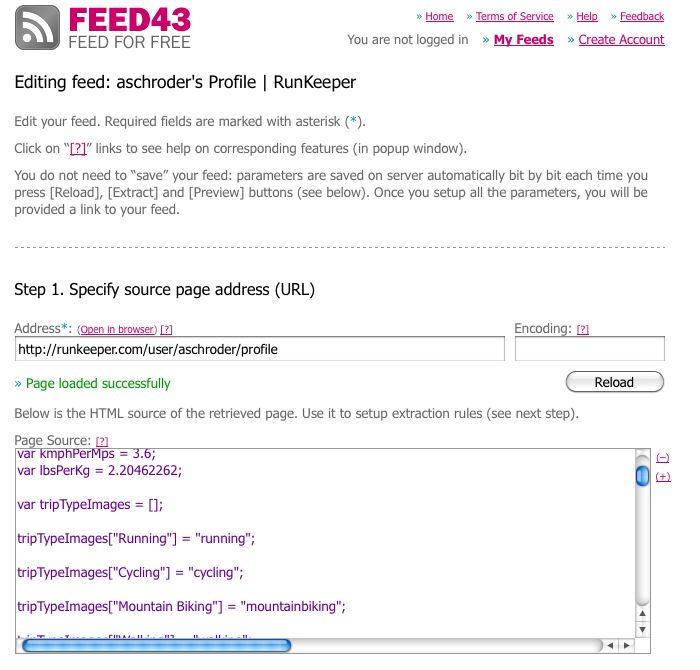 FEED43
FEED FOR FREE
» Home » Terms of Service » Help » Feedback
You are not logged in » My Feeds » Create Account
Editing feed: aschroder's Profile | RunKeeper
Edit your feed. Required fields are marked with asterisk (*).
Click on “[?]” links to see help on corresponding features (in popup window).
You do not need to “save” your feed: parameters are saved on server automatically bit by bit each time you
press [Reload], [Extract] and [Preview] buttons (see below). Once you setup all the parameters, you will be
provided a link to your feed.
Step 1. Specify source page address (URL)
Address*: (Open in browser) [?] Encoding: [?]
http://runkeeper.com/user/aschroder/profile
» Page loaded successfully Reload
Below is the HTML source of the retrieved page. Use it to setup extraction rules (see next step).
Page Source: [?]
var kmphPerMps = 3.6; (−)
var lbsPerKg = 2.20462262; (+)
var tripTypeImages = [];
tripTypeImages["Running"] = "running";
tripTypeImages["Cycling"] = "cycling";
tripTypeImages["Mountain Biking"] = "mountainbiking";
tripTypeImages["Walking"] = "walking";